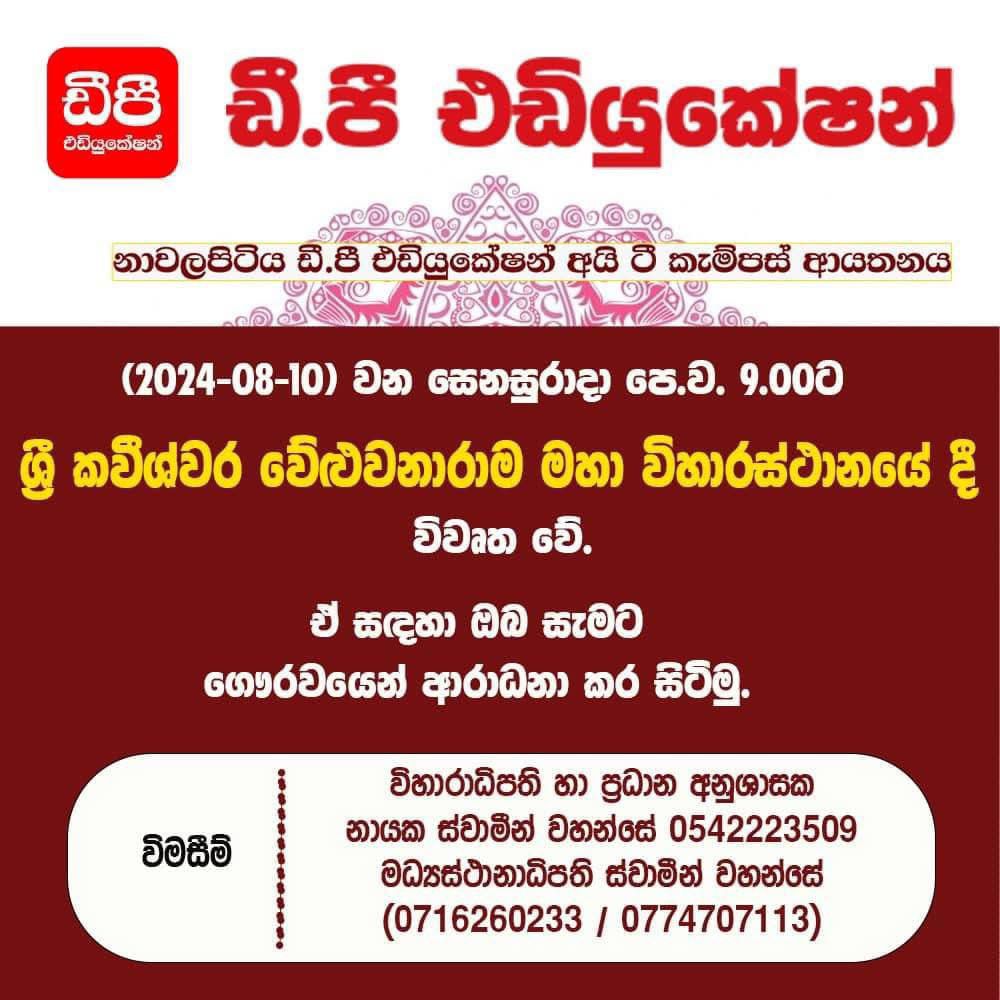 ඩීපී
එඩියුකේෂන්
ඩී.පී එඩියුකේෂන්
නාවලපිටිය ඩී.පී එඩියුකේෂන් අයි ටී කැම්පස් ආයතනය
(2024-08-10) වන සෙනසුරාදා පෙ.ව. 9.00ට
ශ්‍රී කවීශ්වර වේළුවනාරාම මහා විහාරස්ථානයේ දී
විවෘත වේ.
ඒ සඳහා ඔබ සැමට
ගෞරවයෙන් ආරාධනා කර සිටිමු.
විමසීම්
විහාරාධිපති හා ප්‍රධාන අනුශාසක
නායක ස්වාමීන් වහන්සේ 0542223509
මධ්‍යස්ථානාධිපති ස්වාමීන් වහන්සේ
(0716260233 / 0774707113)